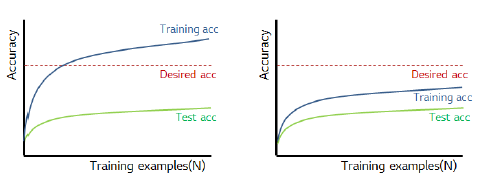 Accuracy
Training acc
Desired acc
Test acc
Training examples(N)
Accuracy
Desired acc
Training acc
Test acc
Training examples(N)